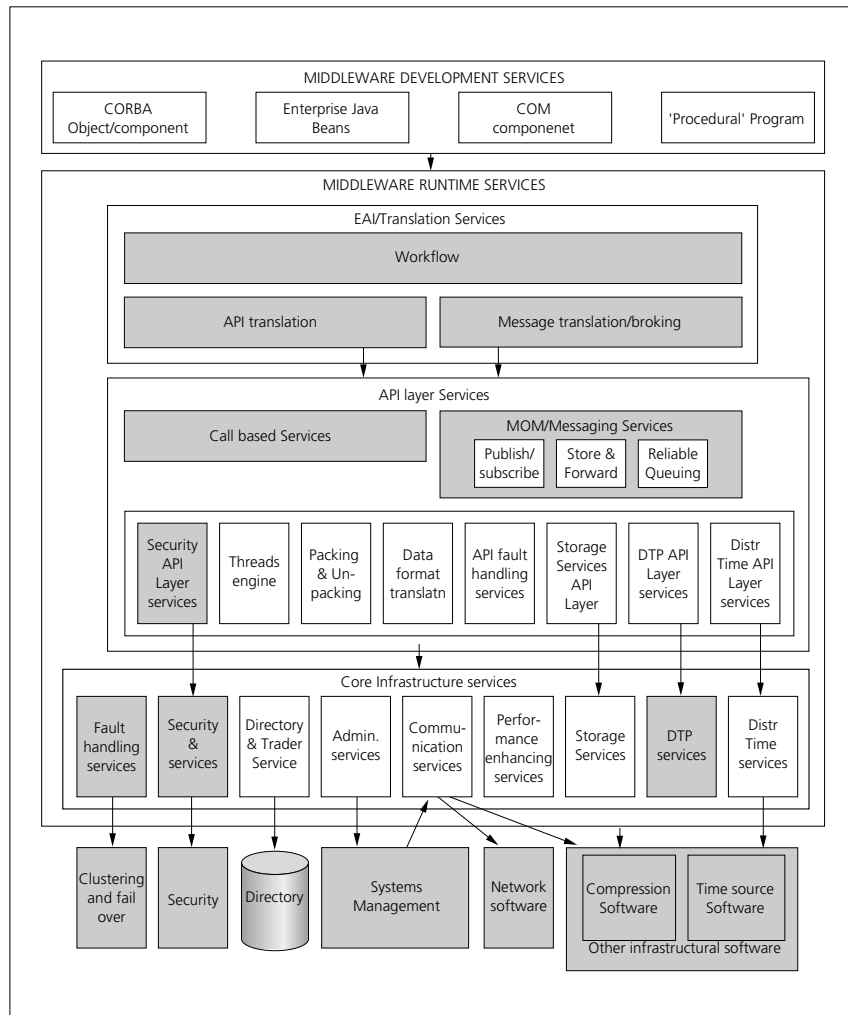 MIDDLEWARE DEVELOPMENT SERVICES
CORBA
Object/component
Enterprise Java
Beans
COM
componenet
'Procedural' Program
MIDDLEWARE RUNTIME SERVICES
EAI/Translation Services
Workflow
API translation
Message translation/broking
API layer Services
Call based Services
MOM/Messaging Services
Publish/
subscribe
Store &
Forward
Reliable
Queuing
Security
API
Layer
services
Threads
engine
Packing
& Un-
packing
Data
format
translatn
API fault
handling
services
Storage
Services
API
Layer
DTP API
Layer
services
Distr
Time API
Layer
services
Core Infrastructure services
Fault
handling
services
Security
&
services
Directory
& Trader
Service
Admin.
services
Commu-
nication
services
Perfor-
mance
enhancing
services
Storage
Services
DTP
services
Distr
Time
services
Clustering
and fail
over
Security
Directory
Systems
Management
Network
software
Compression
Software
Time source
Software
Other infrastructural software